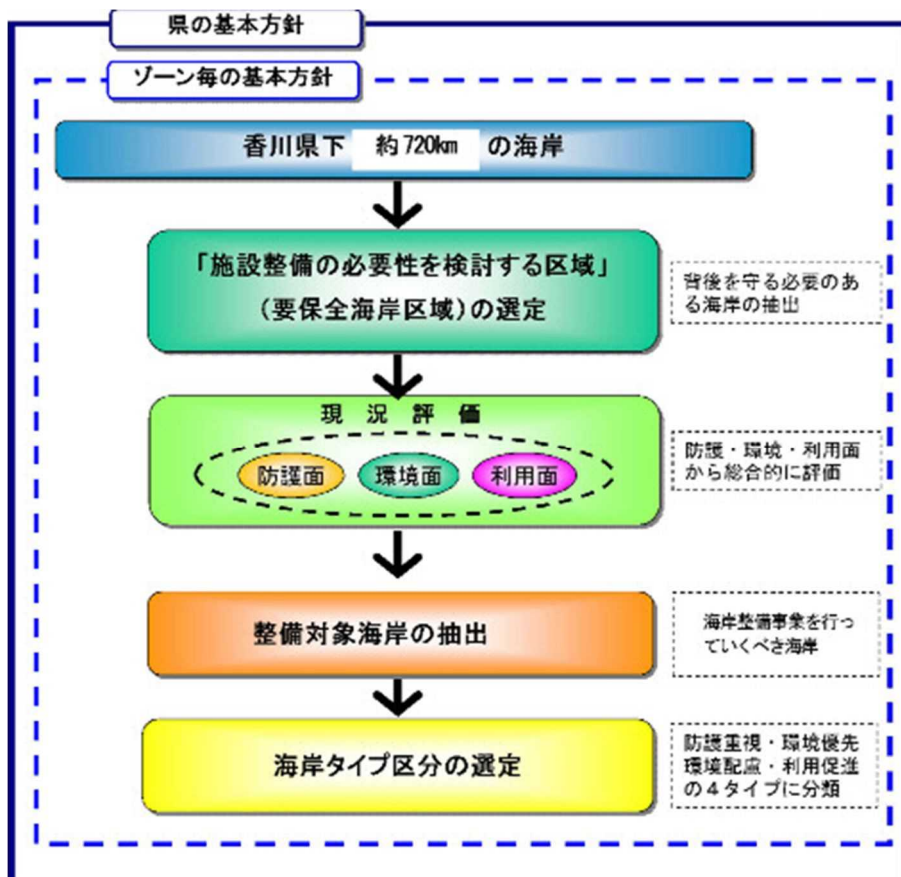 県の基本方針
ゾーン毎の基本方針
香川県下 約720km の海岸
「施設整備の必要性を検討する区域」
(要保全海岸区域)の選定
背後を守る必要のあ
る海岸の抽出
現況評価
防護面 環境面 利用面
防護・環境・利用面
から総合的に評価
整備対象海岸の抽出
海岸整備事業を行っ
ていくべき海岸
海岸タイプ区分の選定
防護重視・環境優先
環境配慮・利用促進
の4タイプに分類